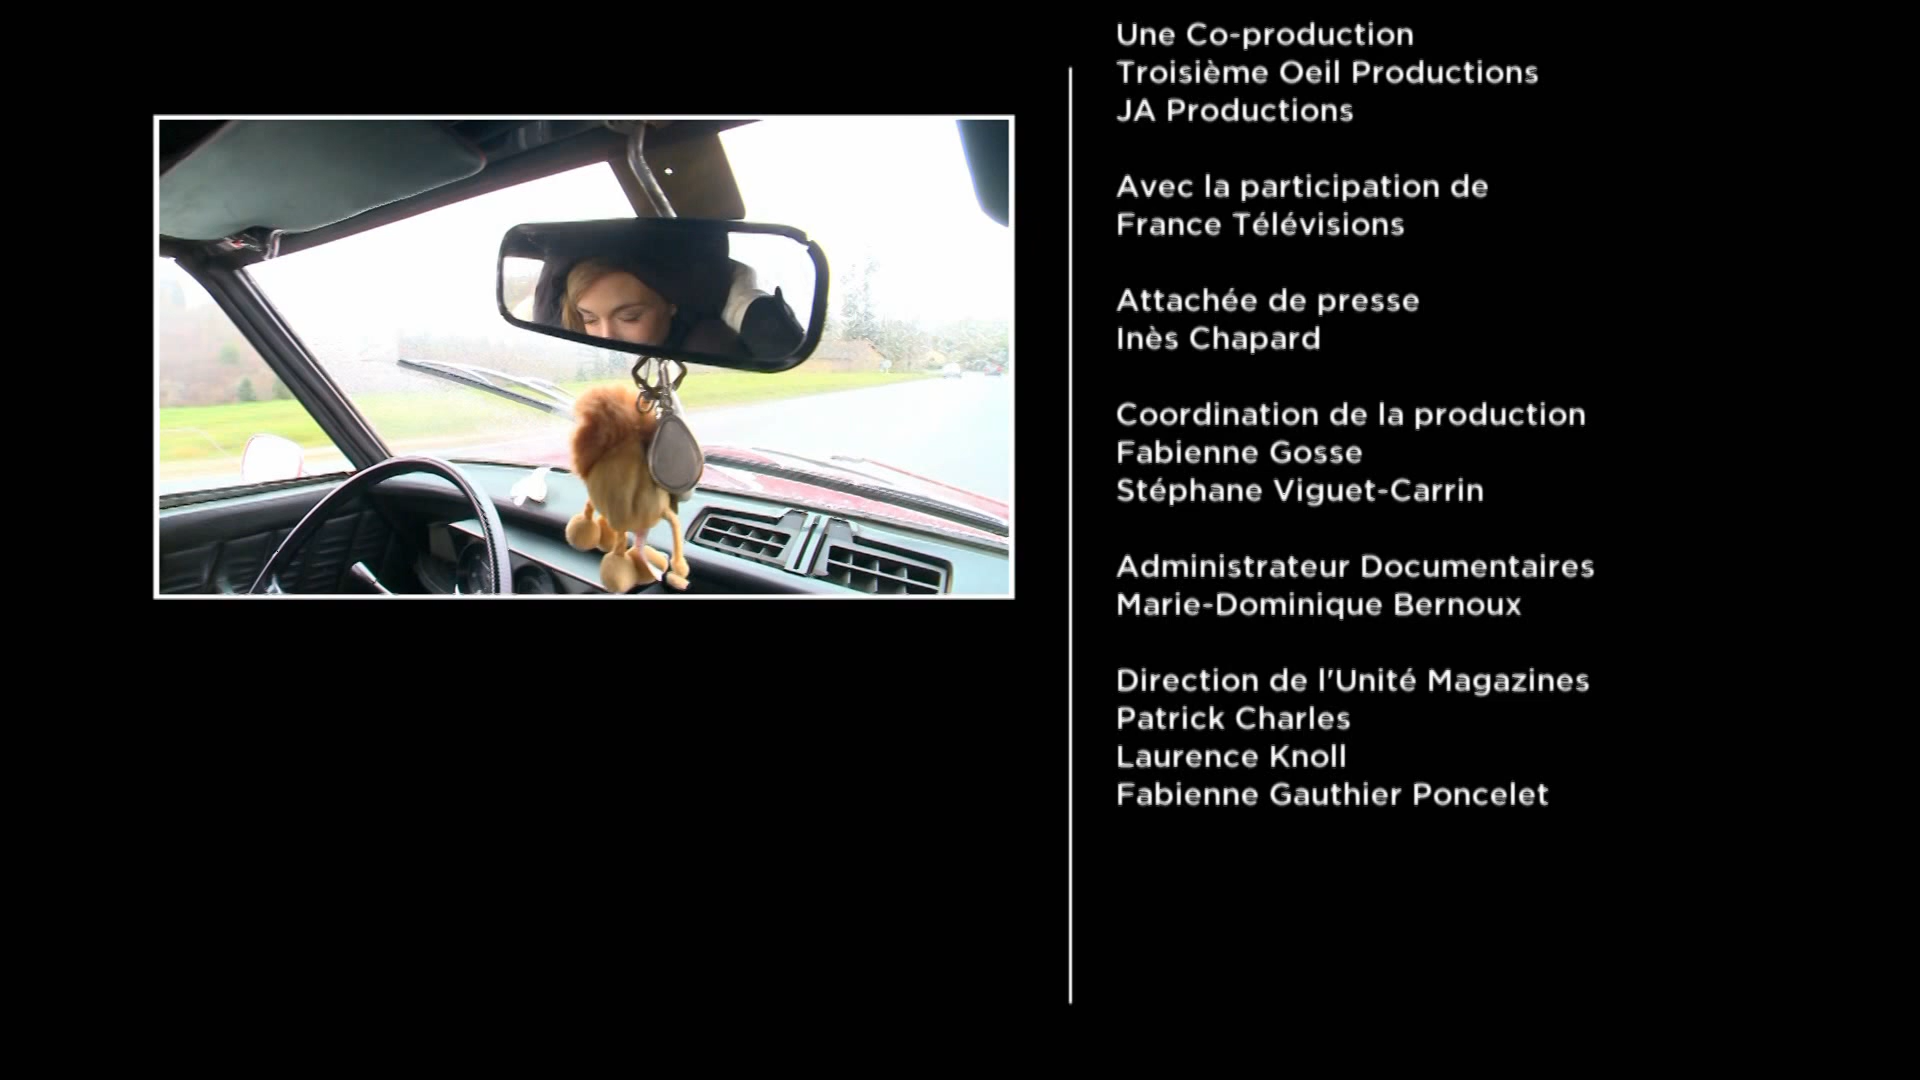 Une Co-production
Troisième Oeil Productions
JA Productions
Avec la participation de
France Télévisions
Attachée de presse
Inès Chapard
Coordination de la production
Fabienne Gosse
Stéphane Viguet-Carrin
Administrateur Documentaires
Marie-Dominique Bernoux
Direction de l'Unité Magazines
Patrick Charles
Laurence Knoll
Fabienne Gauthier Poncelet